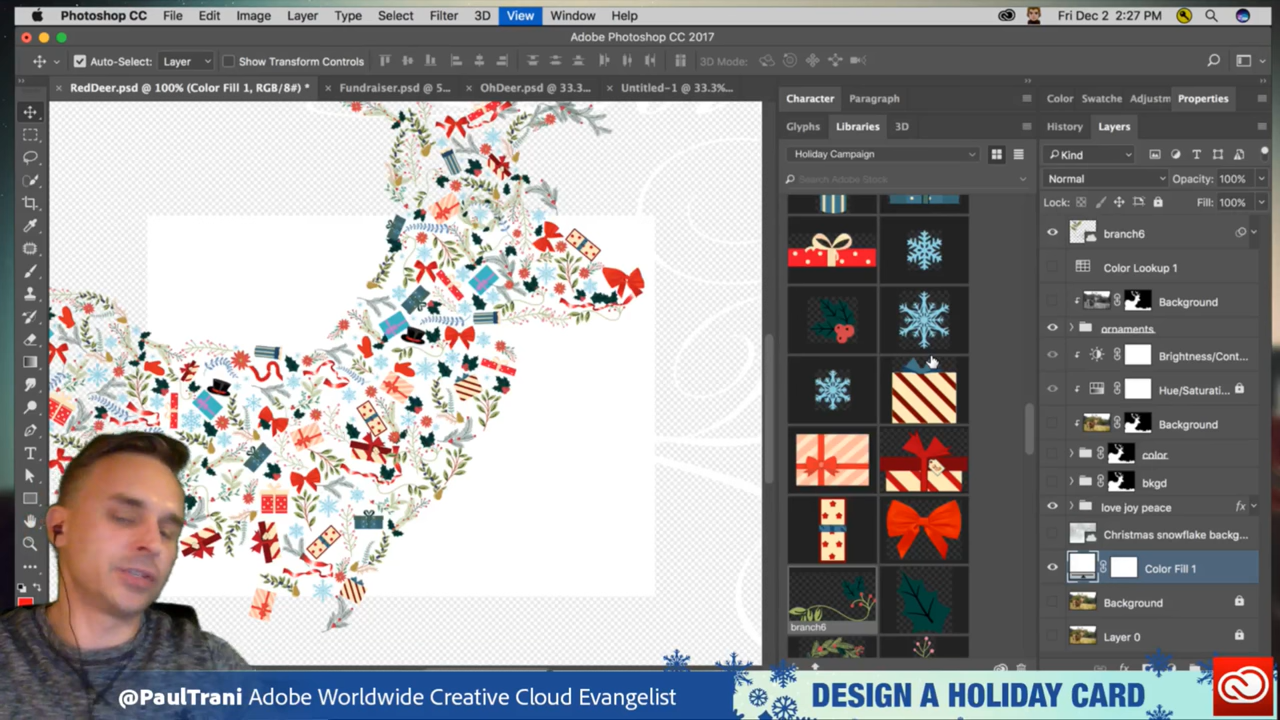 Photoshop CC File Edit Image Layer Type Select Filter 3D View Window Help Fri Dec 2 2:27 PM
Adobe Photoshop CC 2017
Auto-Select: Layer Show Transform Controls 3D Mode:
× RedDeer.psd @ 100% (Color Fill 1, RGB/8#) * × Fundraiser.psd @ 5... × OhDeer.psd @ 33.3... × Untitled-1 @ 33.3%...
Character Paragraph
Glyphs Libraries 3D
Holiday Campaign
Search Adobe Stock
branch6
Color Swatche Adjustm Properties
History Layers
Kind
Normal Opacity: 100%
Lock: Fill: 100%
branch6
Color Lookup 1
Background
ornaments
Brightness/Cont...
Hue/Saturati...
Background
color
bkgd
love joy peace fx
Christmas snowflake backg...
Color Fill 1
Background
Layer 0
@PaulTrani Adobe Worldwide Creative Cloud Evangelist
DESIGN A HOLIDAY CARD